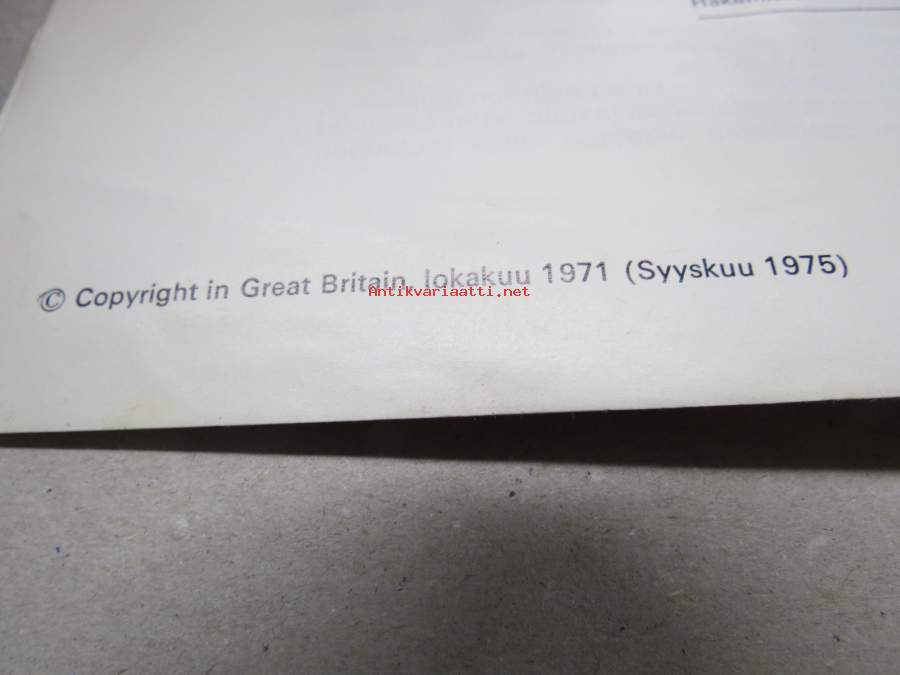 © Copyright in Great Britain, lokakuu 1971 (Syyskuu 1975)
Antikvariaatti.net